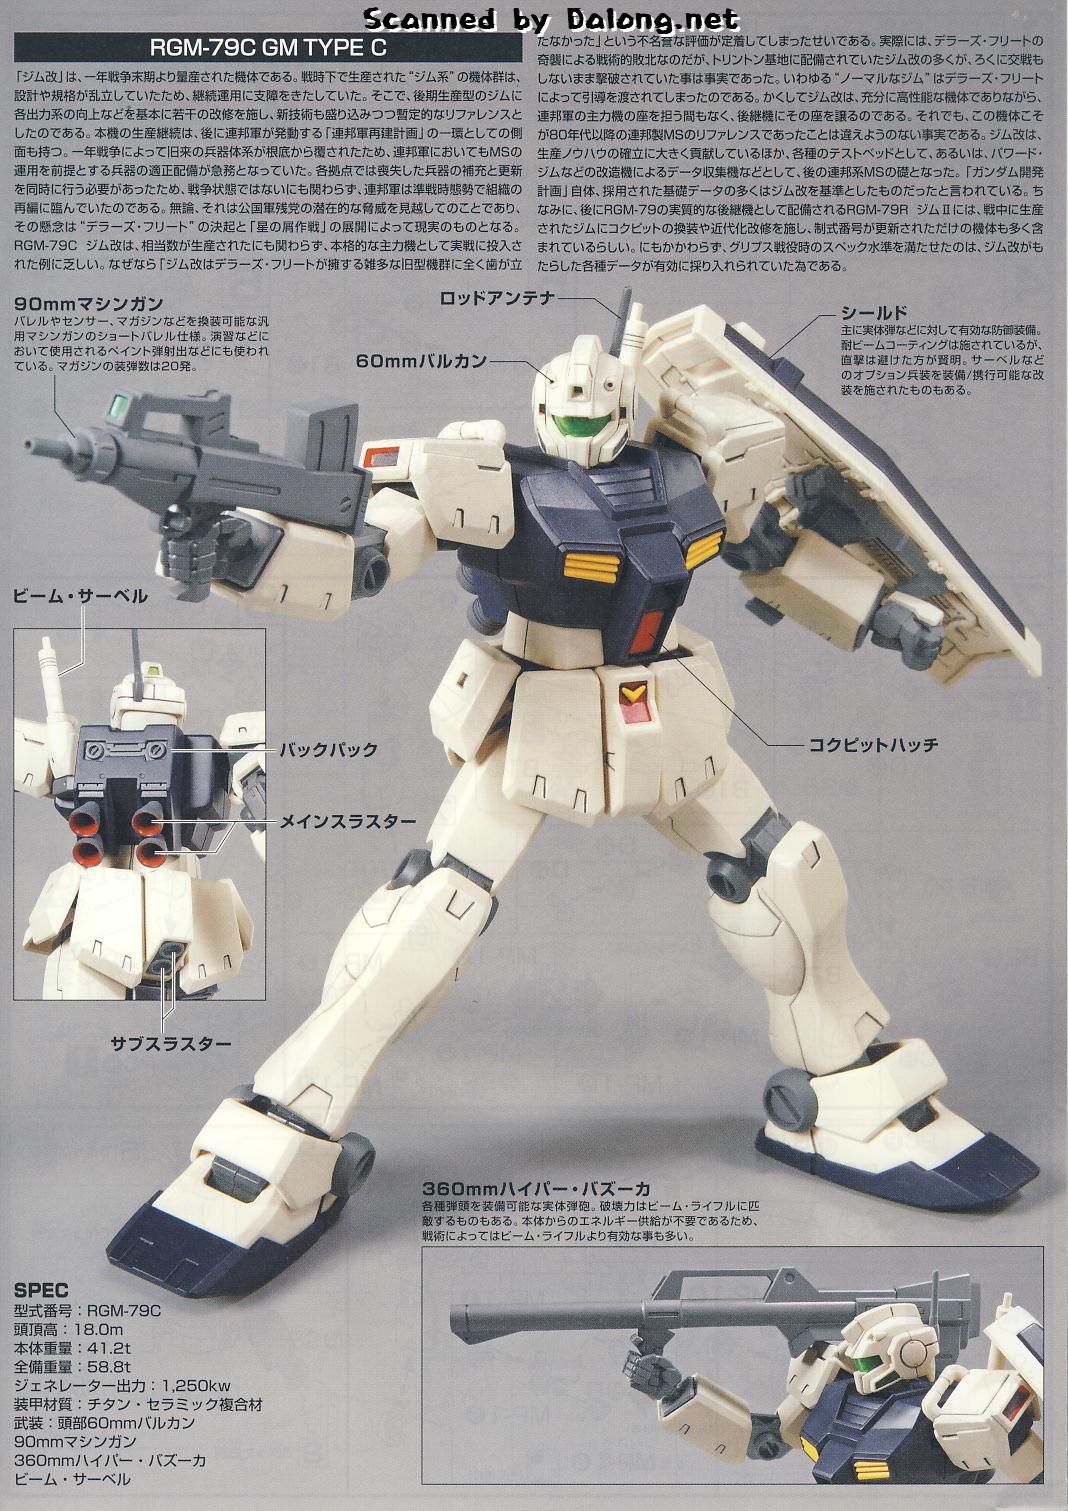 Scanned by Dalong.net
RGM-79C GM TYPE C
「ジム改」は、一年戦争末期より量産された機体である。戦時下で生産された“ジム系”の機体群は、
設計や規格が乱立していたため、継続運用に支障をきたしていた。そこで、後期生産型のジムに
各出力系の向上などを基本に若干の改修を施し、新技術も盛り込みつつ暫定的なリファレンスと
したのである。本機の生産継続は、後に連邦軍が発動する「連邦軍再建計画」の一環としての側
面も持つ。一年戦争によって旧来の兵器体系が根底から覆されたため、連邦軍においてもMSの
運用を前提とする兵器の適正配備が急務となっていた。各拠点では喪失した兵器の補充と更新
を同時に行う必要があったため、戦争状態ではないにも関わらず、連邦軍は準戦時態勢で組織の
再編に臨んでいたのである。無論、それは公国軍残党の潜在的な脅威を見越してのことであり、
その懸念は“デラーズ・フリート”の決起と「星の屑作戦」の展開によって現実のものとなる。
RGM-79C ジム改は、相当数が生産されたにも関わらず、本格的な主力機として実戦に投入さ
れた例に乏しい。なぜなら「ジム改はデラーズ・フリートが擁する雑多な旧型機群に全く歯が立
たなかった」という不名誉な評価が定着してしまったせいである。実際には、デラーズ・フリートの
奇襲による戦術的敗北なのだが、トリントン基地に配備されていたジム改の多くが、ろくに交戦も
しないまま撃破されていた事は事実であった。いわゆる“ノーマルなジム”はデラーズ・フリート
によって引導を渡されてしまったのである。かくしてジム改は、充分に高性能な機体でありながら、
連邦軍の主力機の座を担う間もなく、後継機にその座を譲るのである。それでも、この機体こそ
が80年代以降の連邦製MSのリファレンスであったことは違えようのない事実である。ジム改は、
生産ノウハウの確立に大きく貢献しているほか、各種のテストベッドとして、あるいは、パワード・
ジムなどの改造機によるデータ収集機などとして、後の連邦系MSの礎となった。「ガンダム開発
計画」自体、採用された基礎データの多くはジム改を基準としたものだったと言われている。ち
なみに、後にRGM-79の実質的な後継機として配備されるRGM-79R ジムⅡには、戦中に生産
されたジムにコクピットの換装や近代化改修を施し、制式番号が更新されただけの機体も多く含
まれているらしい。にもかかわらず、グリプス戦役時のスペック水準を満たせたのは、ジム改がも
たらした各種データが有効に採り入れられていた為である。
90mmマシンガン
バレルやセンサー、マガジンなどを換装可能な汎
用マシンガンのショートバレル仕様。演習などに
おいて使用されるペイント弾射出などにも使われ
ている。マガジンの装弾数は20発。
ロッドアンテナ
60mmバルカン
シールド
主に実体弾などに対して有効な防御装備。
耐ビームコーティングは施されているが、
直撃は避けた方が賢明。サーベルなど
のオプション兵装を装備/携行可能な改
装を施されたものもある。
ビーム・サーベル
バックパック
メインスラスター
サブスラスター
コクピットハッチ
360mmハイパー・バズーカ
各種弾頭を装備可能な実体弾砲。破壊力はビーム・ライフルに匹
敵するものもある。本体からのエネルギー供給が不要であるため、
戦術によってはビーム・ライフルより有効な事も多い。
SPEC
型式番号：RGM-79C
頭頂高：18.0m
本体重量：41.2t
全備重量：58.8t
ジェネレーター出力：1,250kw
装甲材質：チタン・セラミック複合材
武装：頭部60mmバルカン
90mmマシンガン
360mmハイパー・バズーカ
ビーム・サーベル